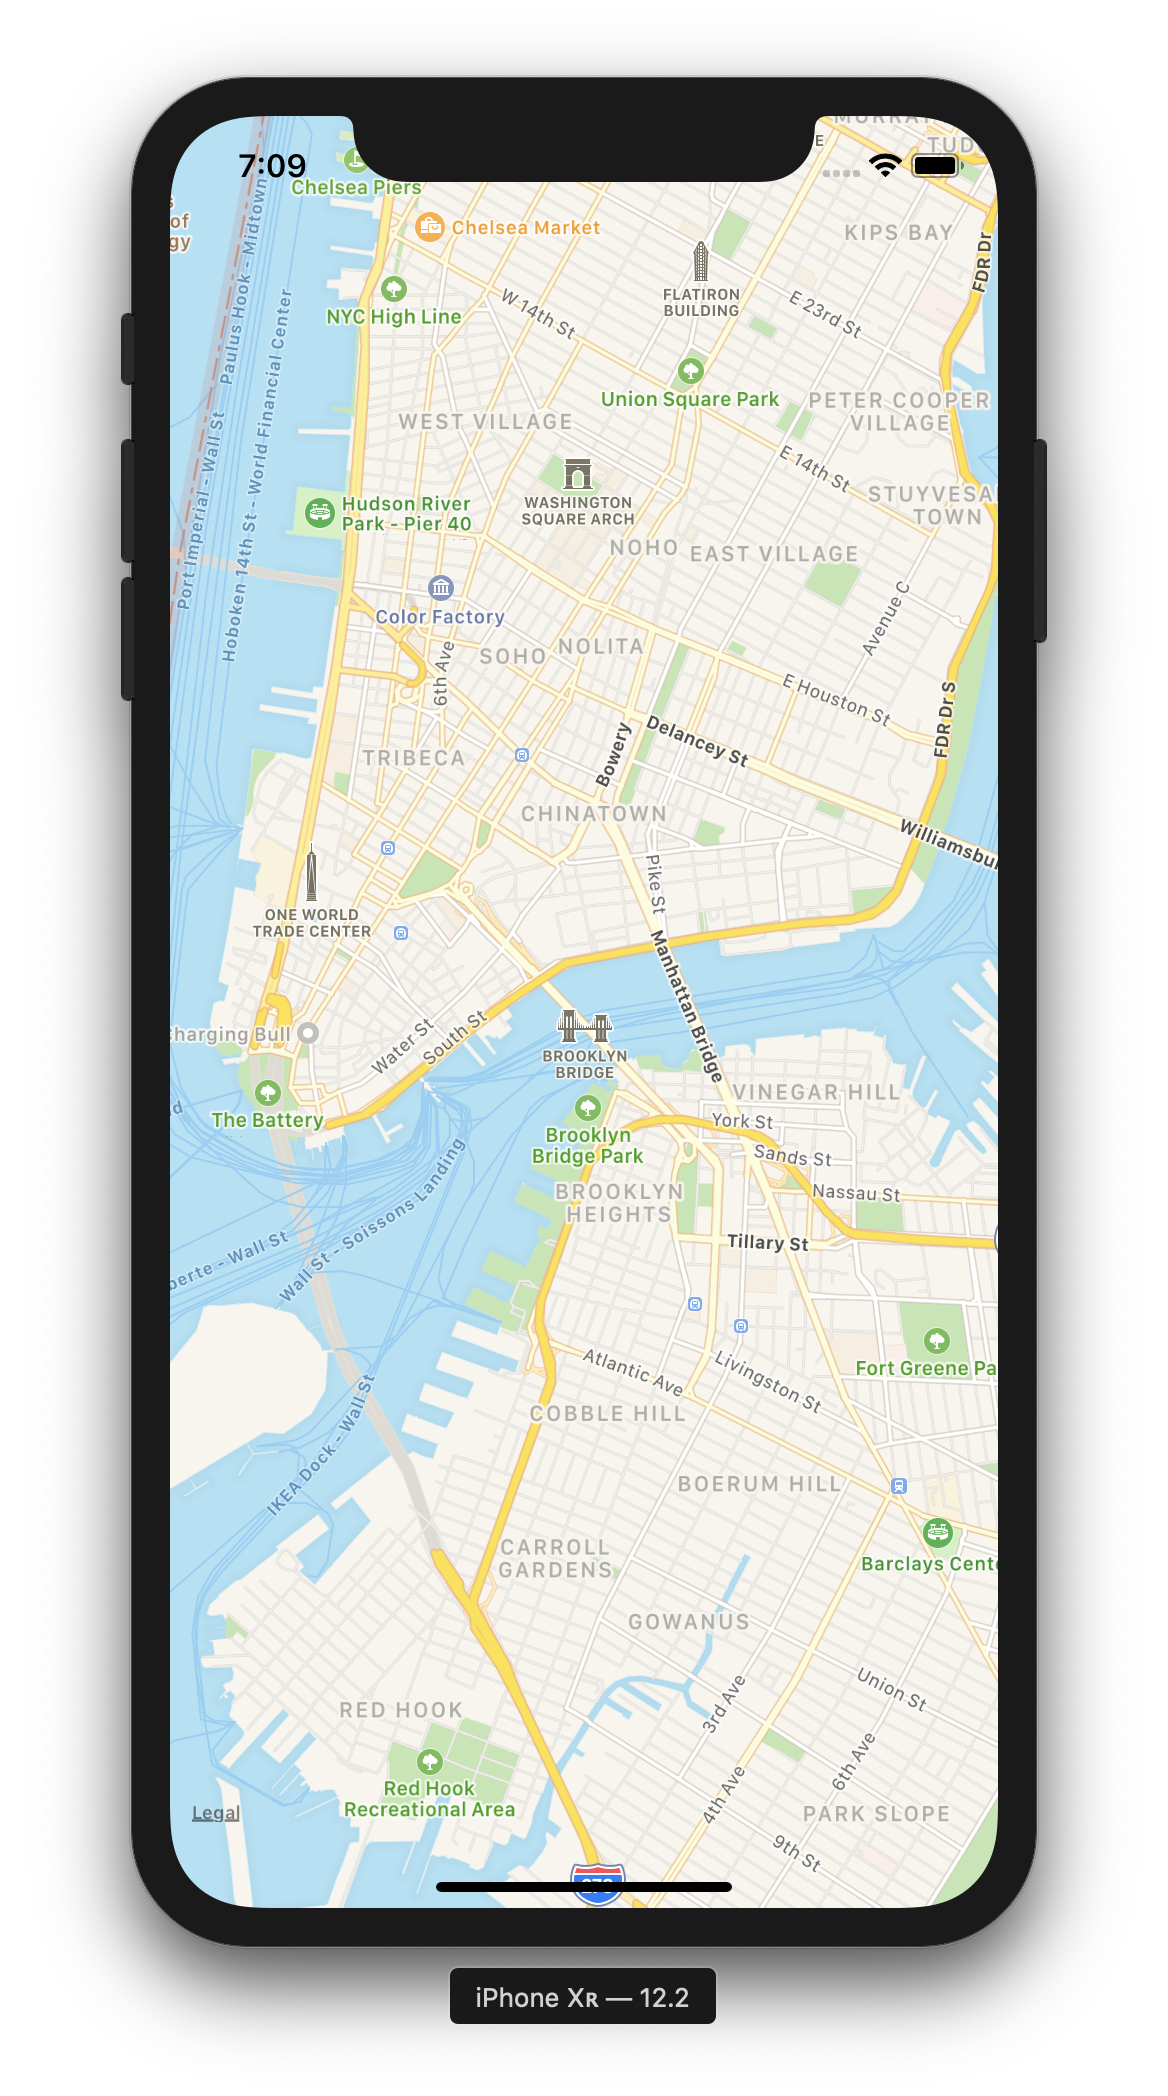 7:09
TUD
Chelsea Piers
of
gy
Chelsea Market
KIPS BAY
FDR Dr
Paulus Hook - Midtown
FLATIRON
BUILDING
E 23rd St
W 14th St
NYC High Line
Hoboken 14th St - World Financial Center
Union Square Park
PETER COOPER
VILLAGE
WEST VILLAGE
Port Imperial - Wall St
E 14th St
WASHINGTON
SQUARE ARCH
STUYVESA
TOWN
Hudson River
Park - Pier 40
NOHO
EAST VILLAGE
Color Factory
Avenue C
SOHO
NOLITA
6th Ave
E Houston St
FDR Dr S
Delancey St
Bowery
TRIBECA
CHINATOWN
Williamsbur
Pike St
ONE WORLD
TRADE CENTER
Manhattan Bridge
Charging Bull
Water St
South St
BROOKLYN
BRIDGE
VINEGAR HILL
The Battery
York St
Brooklyn
Bridge Park
Sands St
BROOKLYN
HEIGHTS
Nassau St
Wall St - Soissons Landing
berte - Wall St
Tillary St
Fort Greene Pa
Atlantic Ave
Livingston St
COBBLE HILL
IKEA Dock - Wall St
BOERUM HILL
CARROLL
GARDENS
Barclays Cente
GOWANUS
Union St
3rd Ave
RED HOOK
6th Ave
Red Hook
Recreational Area
4th Ave
PARK SLOPE
Legal
9th St
iPhone XR — 12.2